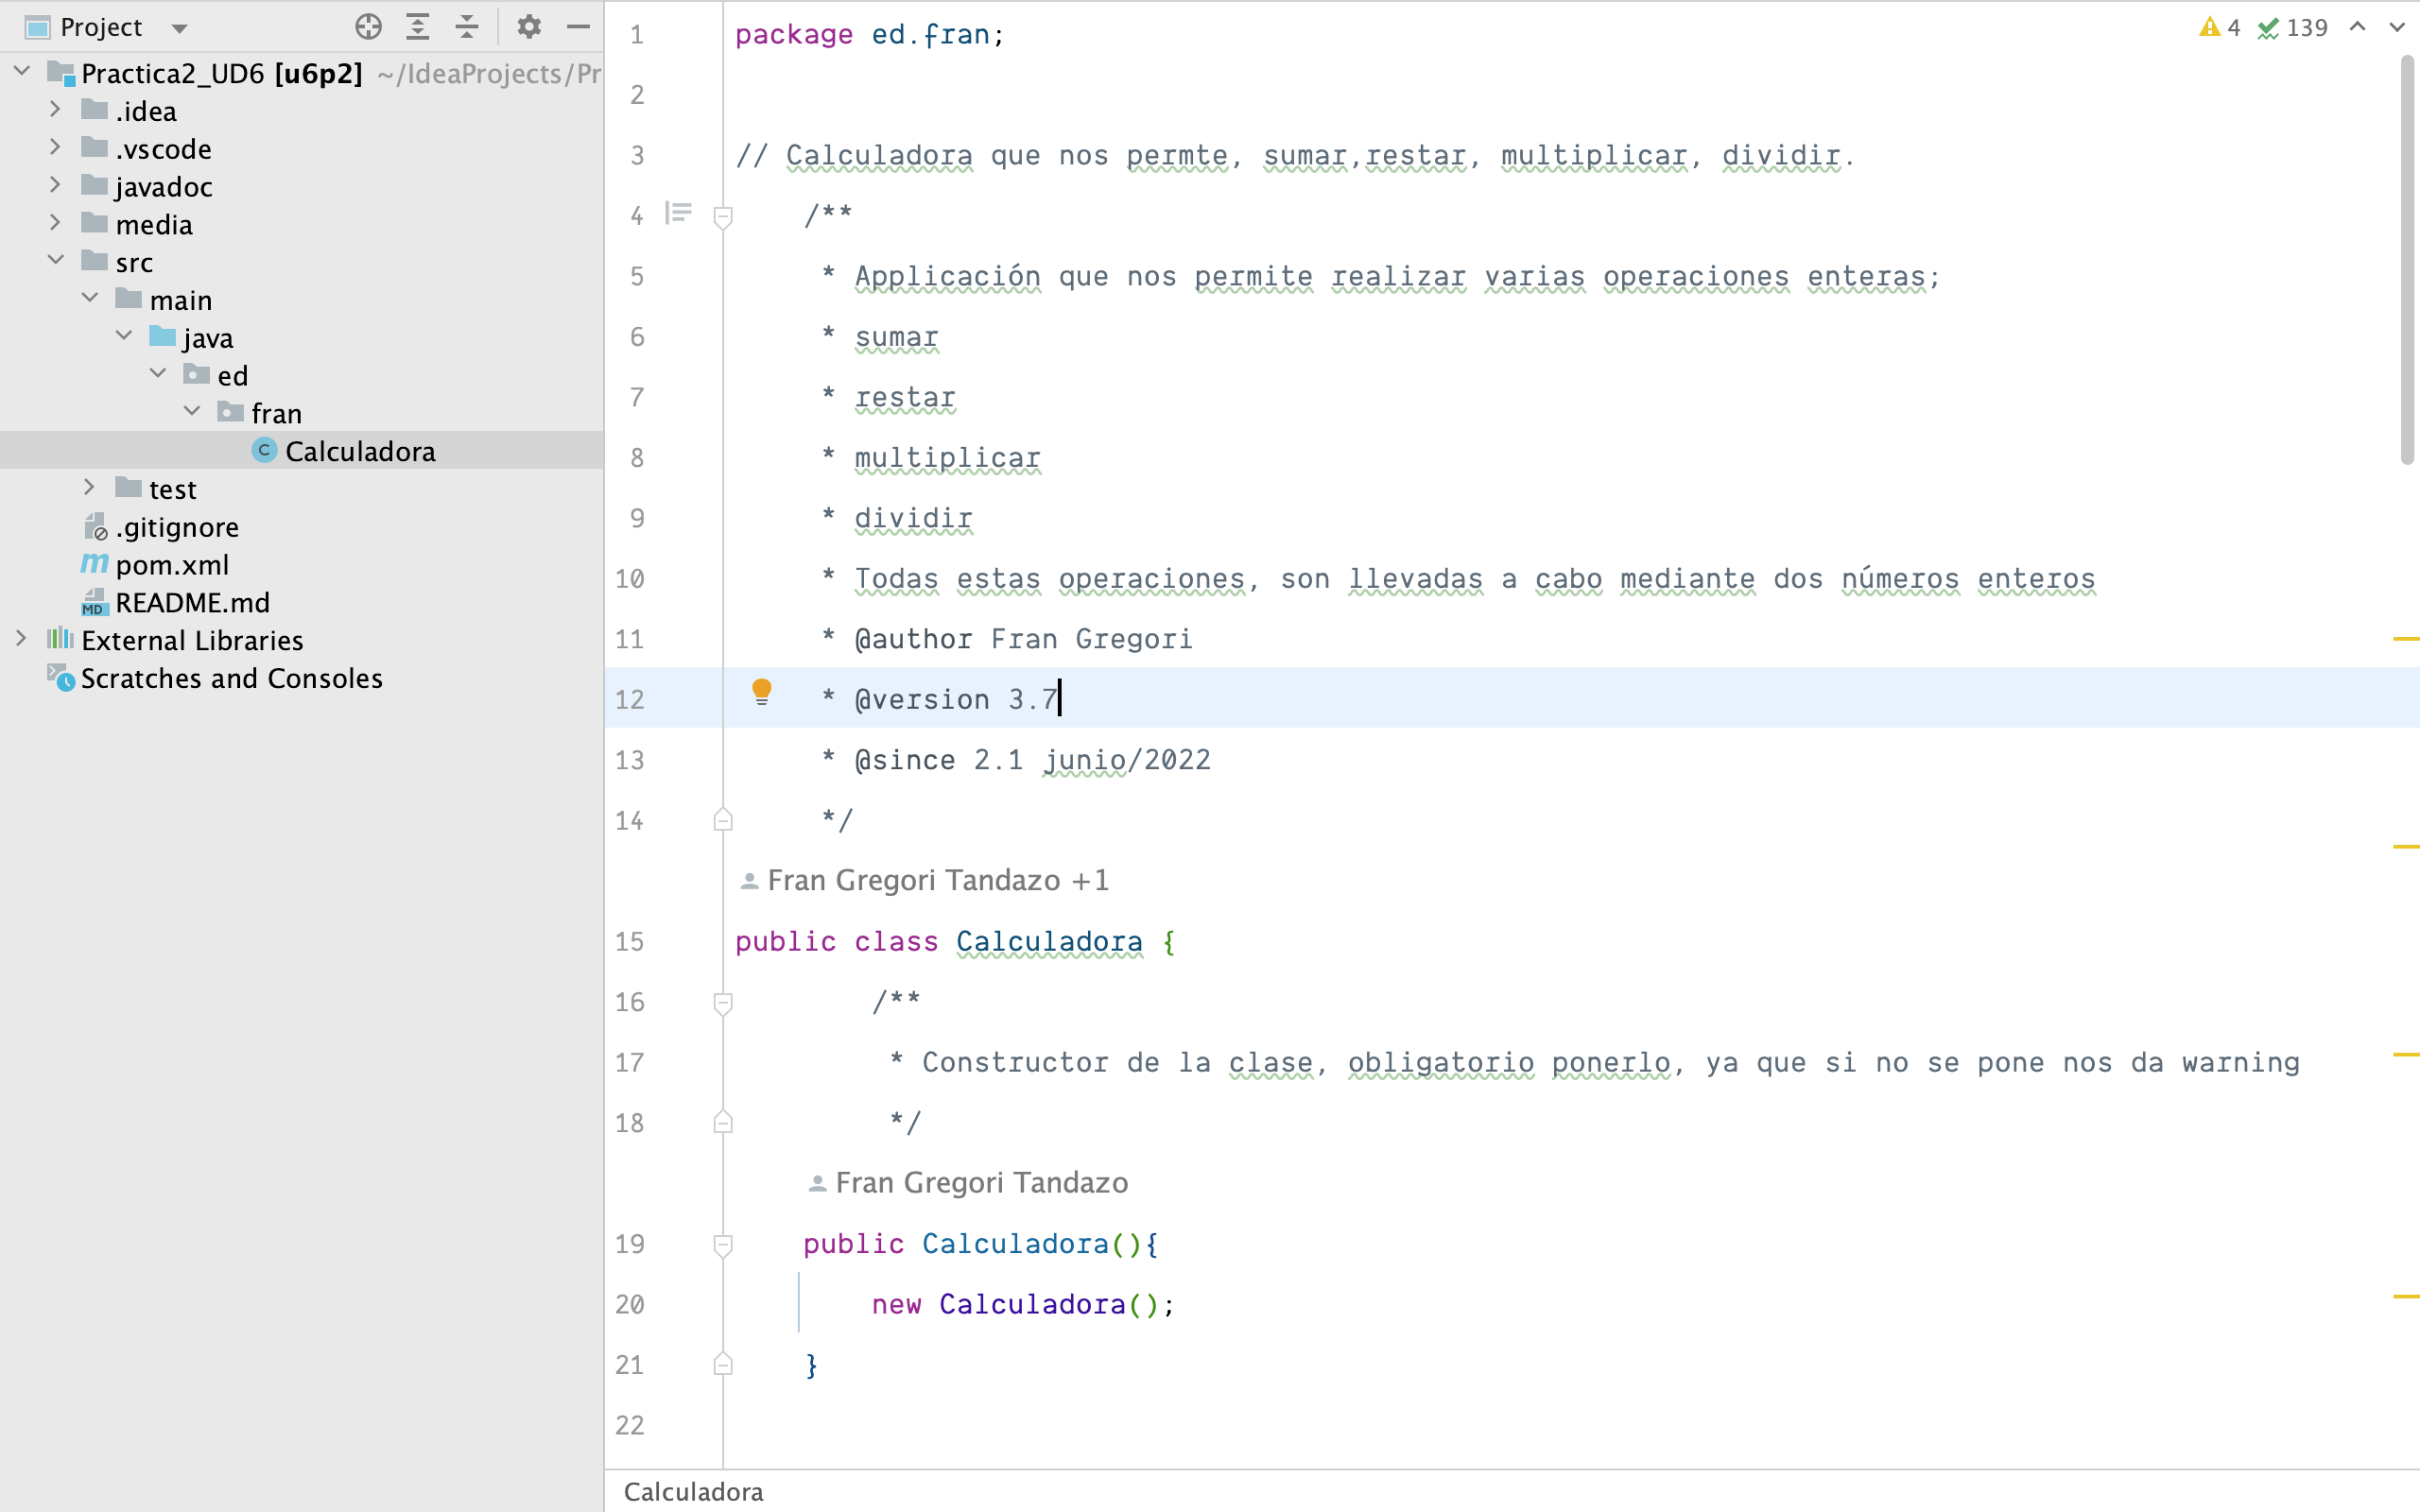 Project
Practica2_UD6 [u6p2] ~/IdeaProjects/Pr
.idea
.vscode
javadoc
media
src
main
java
ed
fran
C Calculadora
test
.gitignore
m pom.xml
MD README.md
External Libraries
Scratches and Consoles
4 139
1 package ed.fran;
2
3 // Calculadora que nos permte, sumar,restar, multiplicar, dividir.
4 /**
5 * Applicación que nos permite realizar varias operaciones enteras;
6 * sumar
7 * restar
8 * multiplicar
9 * dividir
10 * Todas estas operaciones, son llevadas a cabo mediante dos números enteros
11 * @author Fran Gregori
12 * @version 3.7
13 * @since 2.1 junio/2022
14 */
Fran Gregori Tandazo +1
15 public class Calculadora {
16 /**
17 * Constructor de la clase, obligatorio ponerlo, ya que si no se pone nos da warning
18 */
Fran Gregori Tandazo
19 public Calculadora(){
20 new Calculadora();
21 }
22
Calculadora